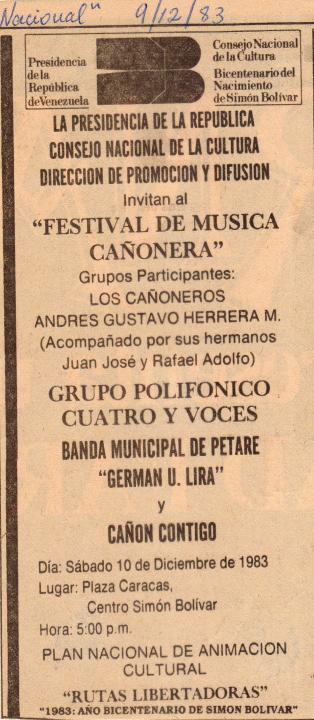 Nacional" 9/12/83
Presidencia
de la
República
de Venezuela
Consejo Nacional
de la Cultura
Bicentenario del
Nacimiento
de Simón Bolívar
LA PRESIDENCIA DE LA REPUBLICA
CONSEJO NACIONAL DE LA CULTURA
DIRECCION DE PROMOCION Y DIFUSION
Invitan al
"FESTIVAL DE MUSICA
CAÑONERA"
Grupos Participantes:
LOS CAÑONEROS
ANDRES GUSTAVO HERRERA M.
(Acompañado por sus hermanos
Juan José y Rafael Adolfo)
GRUPO POLIFONICO
CUATRO Y VOCES
BANDA MUNICIPAL DE PETARE
"GERMAN U. LIRA"
y
CAÑON CONTIGO
Día: Sábado 10 de Diciembre de 1983
Lugar: Plaza Caracas,
Centro Simón Bolívar
Hora: 5:00 p.m.
PLAN NACIONAL DE ANIMACION
CULTURAL
"RUTAS LIBERTADORAS"
"1983: AÑO BICENTENARIO DE SIMON BOLIVAR"